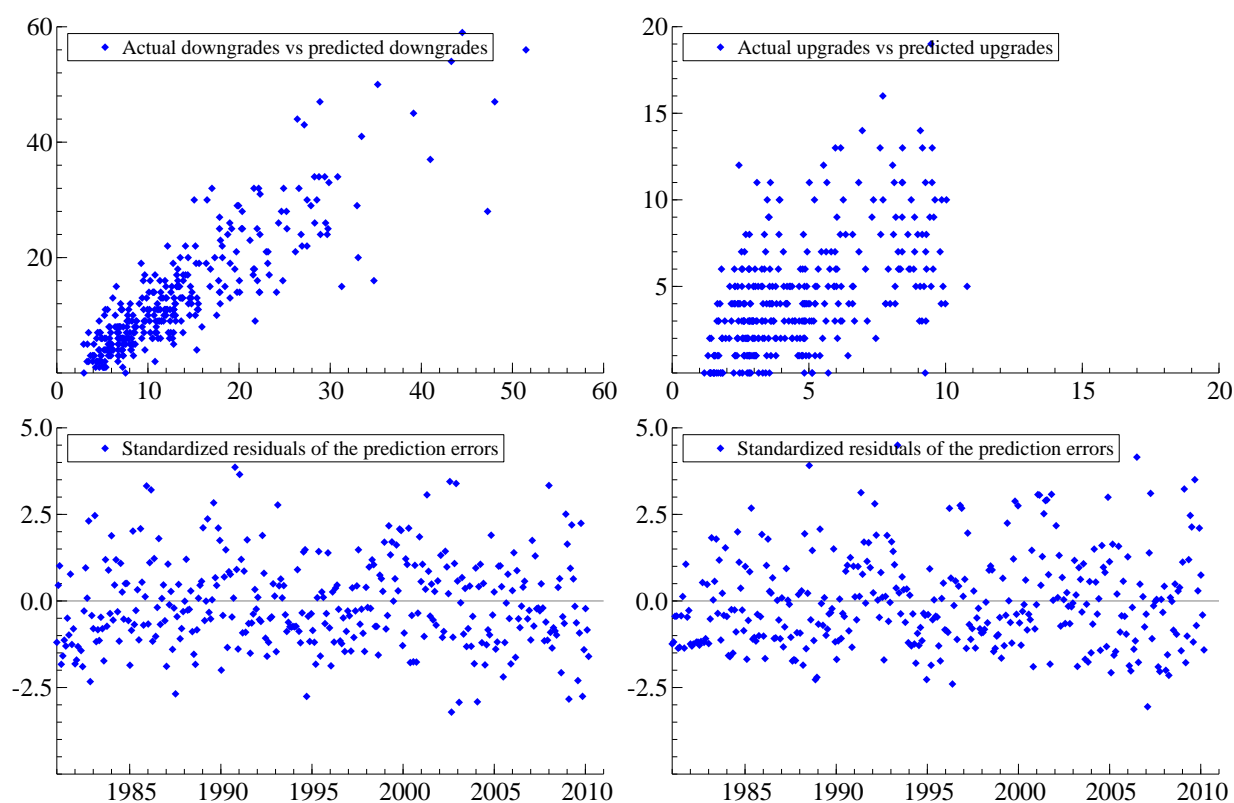 60
Actual downgrades vs predicted downgrades
40
20
0 10 20 30 40 50 60
20
Actual upgrades vs predicted upgrades
15
10
5
0 5 10 15 20
5.0
Standardized residuals of the prediction errors
2.5
0.0
-2.5
1985 1990 1995 2000 2005 2010
5.0
Standardized residuals of the prediction errors
2.5
0.0
-2.5
1985 1990 1995 2000 2005 2010